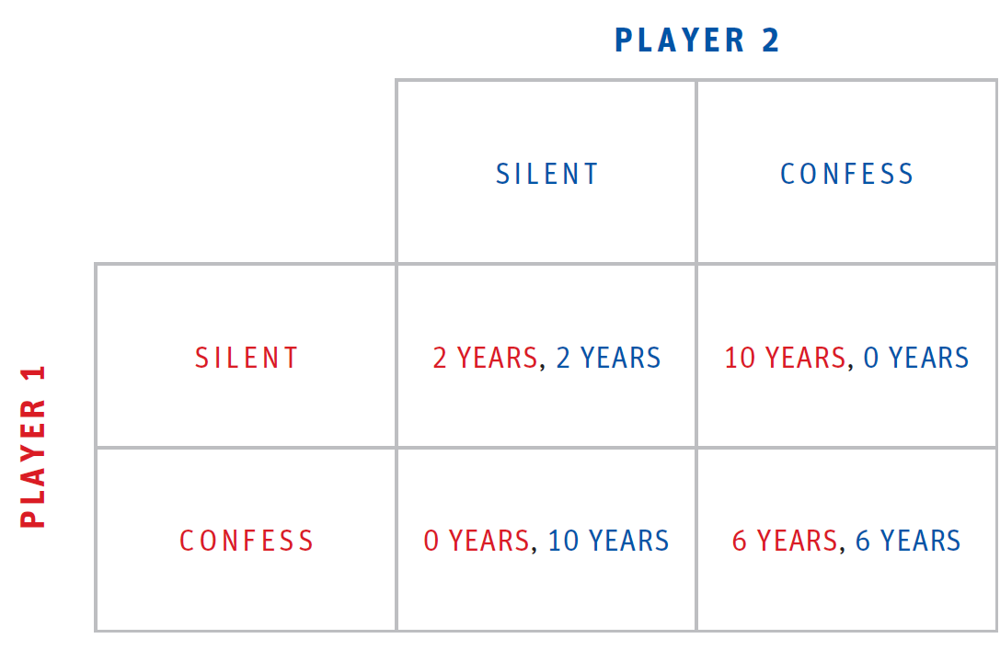 PLAYER 2
SILENT
CONFESS
PLAYER 1
SILENT
2 YEARS, 2 YEARS
10 YEARS, 0 YEARS
CONFESS
0 YEARS, 10 YEARS
6 YEARS, 6 YEARS